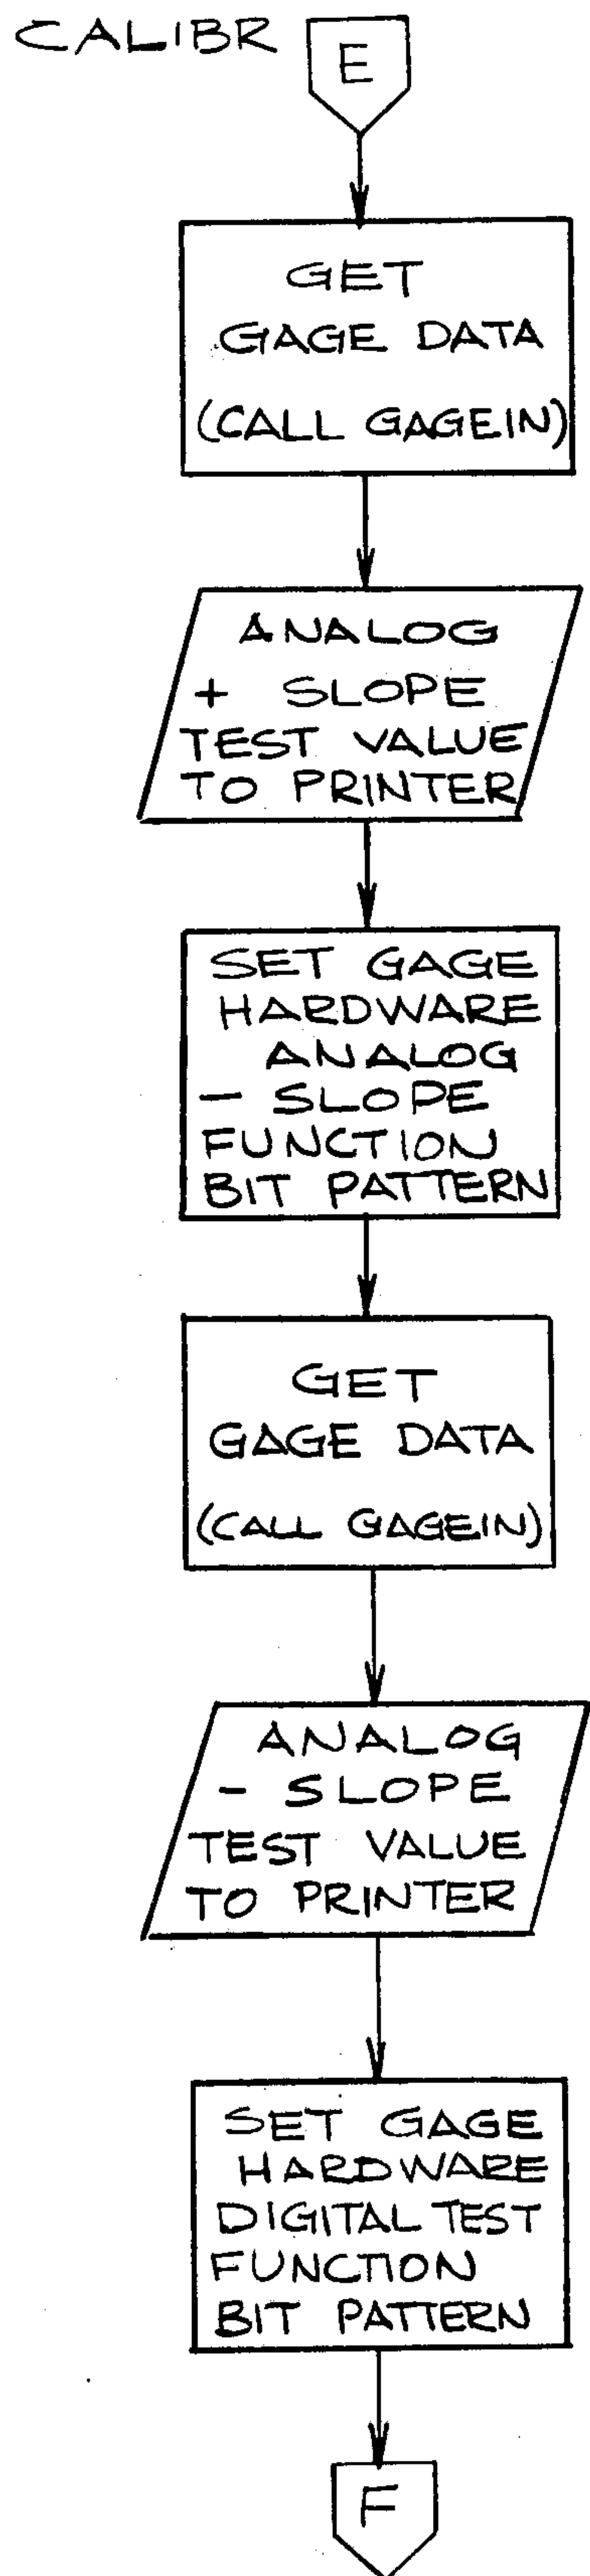 CALIBR
E
GET
GAGE DATA
(CALL GAGEIN)
ANALOG
+ SLOPE
TEST VALUE
TO PRINTER
SET GAGE
HARDWARE
ANALOG
- SLOPE
FUNCTION
BIT PATTERN
GET
GAGE DATA
(CALL GAGEIN)
ANALOG
- SLOPE
TEST VALUE
TO PRINTER
SET GAGE
HARDWARE
DIGITAL TEST
FUNCTION
BIT PATTERN
F